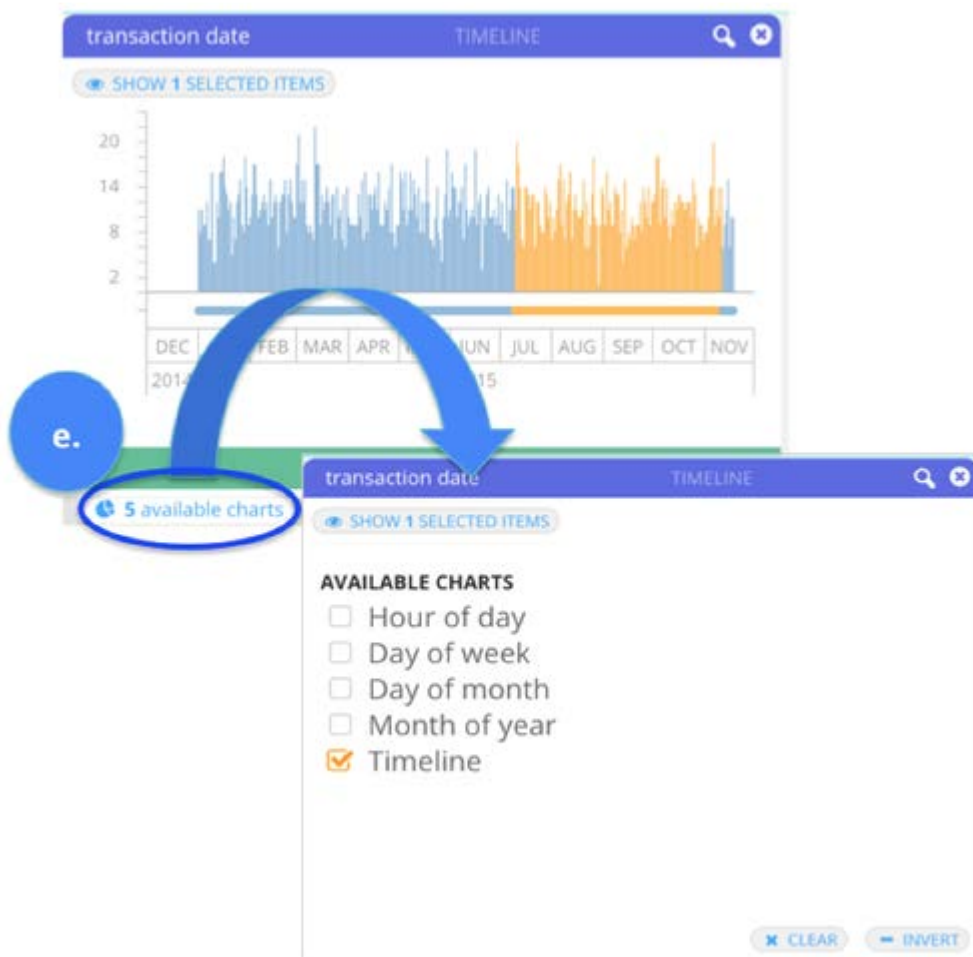 transaction date TIMELINE
SHOW 1 SELECTED ITEMS
20
14
8
2
DEC FEB MAR APR JUN JUL AUG SEP OCT NOV
2014 15
e.
5 available charts
transaction date TIMELINE
SHOW 1 SELECTED ITEMS
AVAILABLE CHARTS
Hour of day
Day of week
Day of month
Month of year
Timeline
CLEAR INVERT